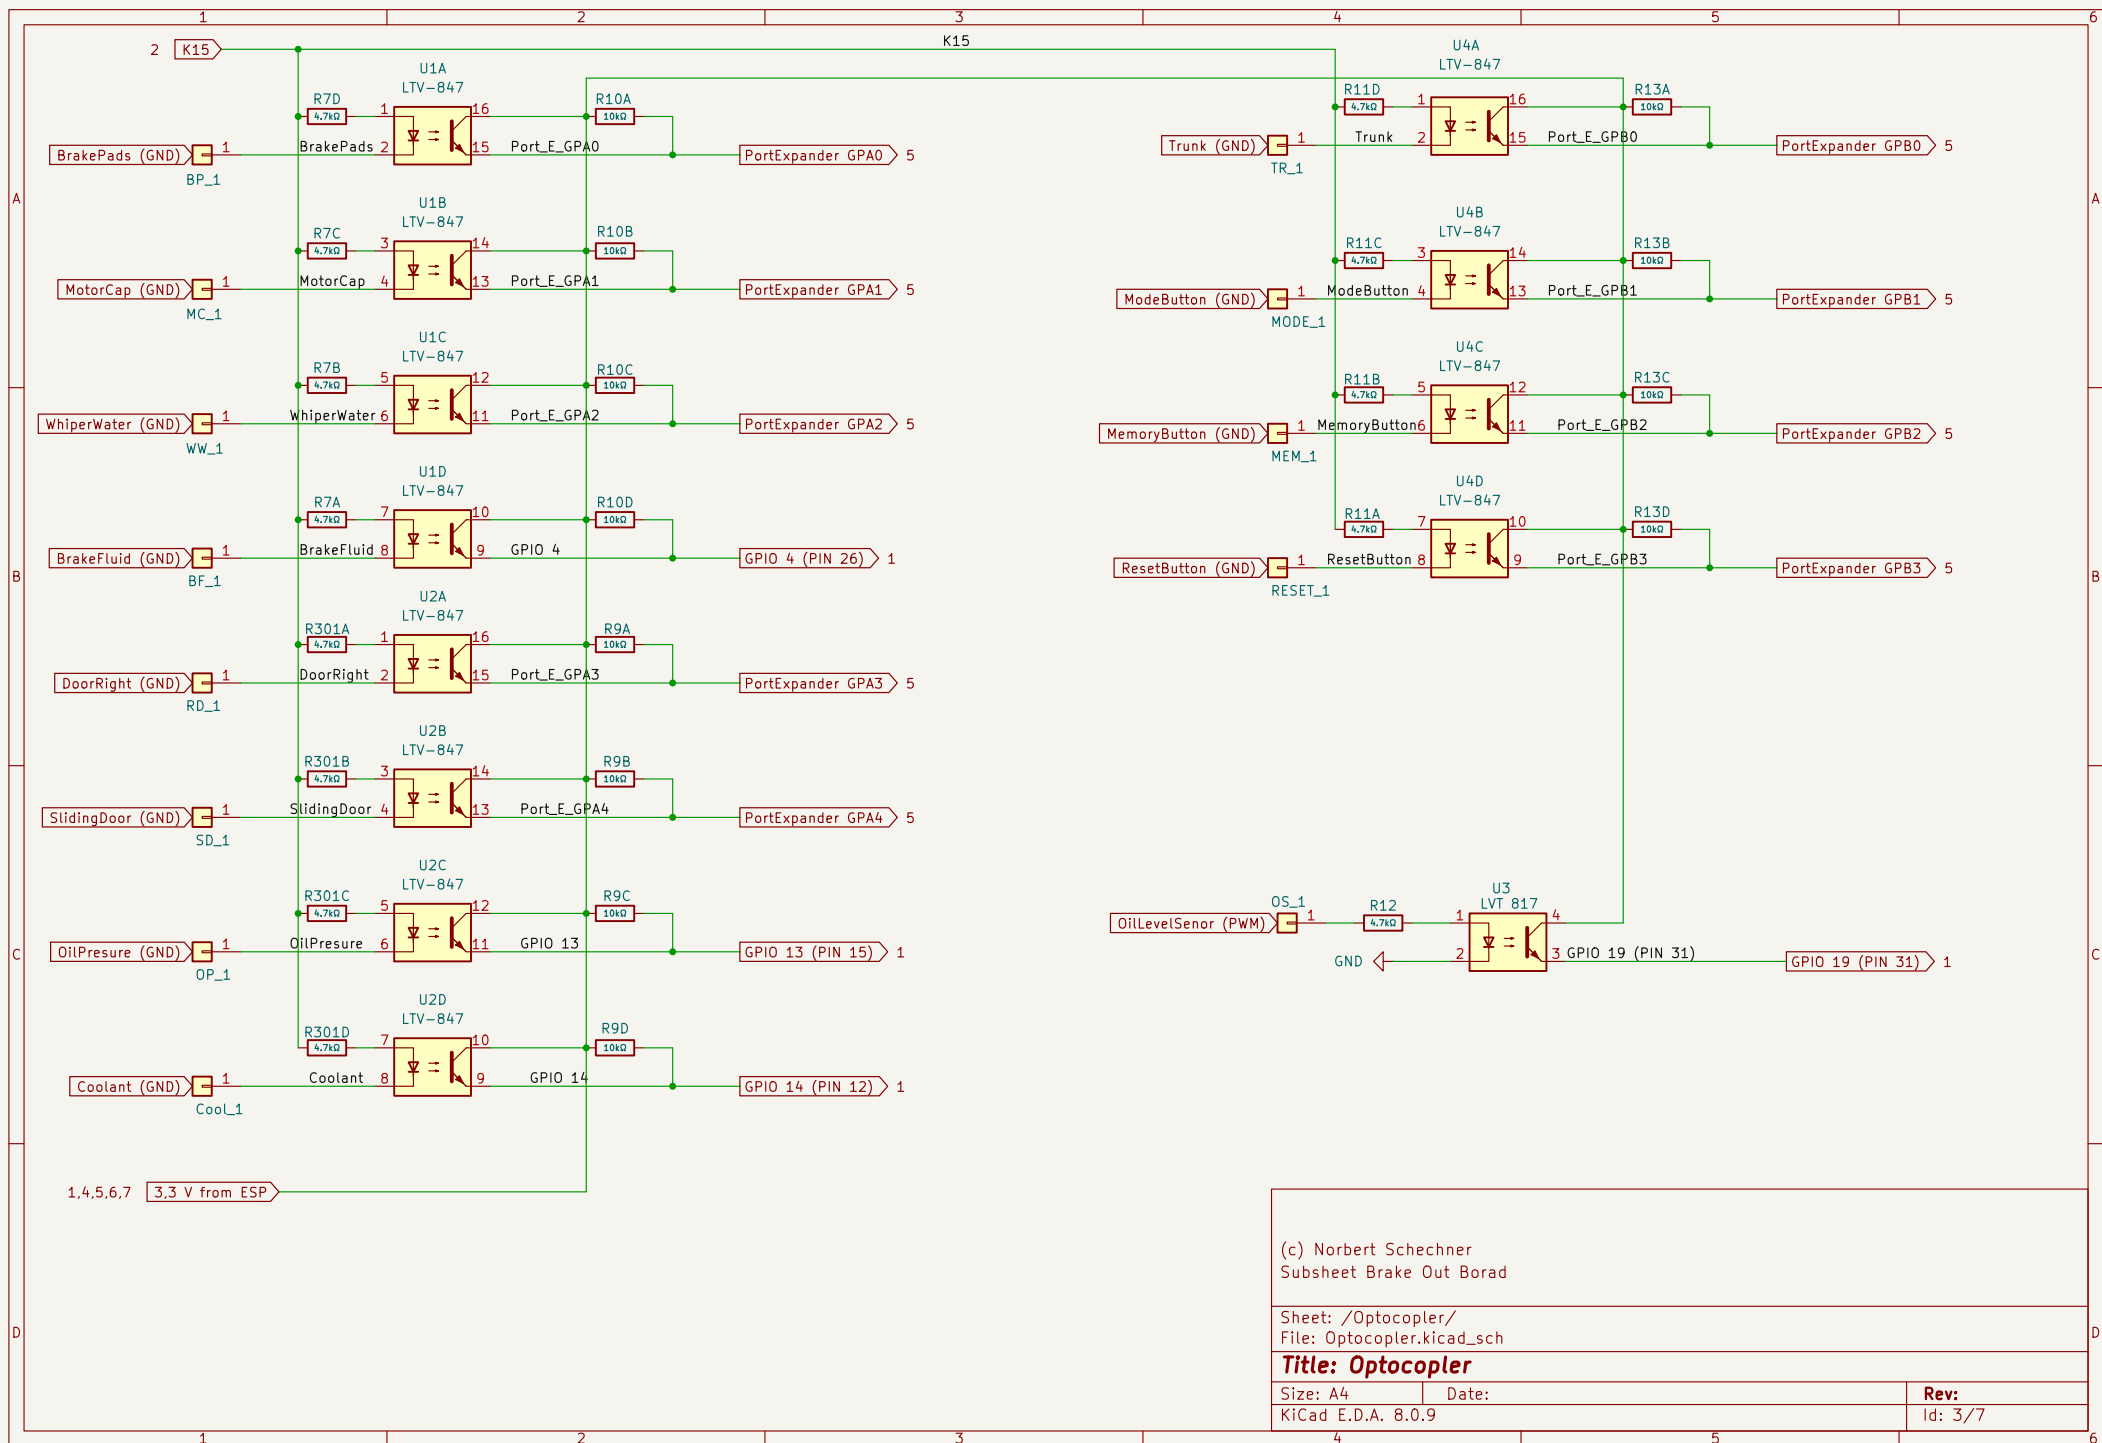 1 2 3 4 5 6
2 K15
K15
U1A
LTV-847
R7D
4.7kΩ
1
16
R10A
10kΩ
BrakePads (GND)
1
BrakePads
2
15
Port_E_GPA0
PortExpander GPA0
5
BP_1
A
U1B
LTV-847
R7C
4.7kΩ
3
14
R10B
10kΩ
MotorCap (GND)
1
MotorCap
4
13
Port_E_GPA1
PortExpander GPA1
5
MC_1
U1C
LTV-847
R7B
4.7kΩ
5
12
R10C
10kΩ
WhiperWater (GND)
1
WhiperWater
6
11
Port_E_GPA2
PortExpander GPA2
5
WW_1
U1D
LTV-847
R7A
4.7kΩ
7
10
R10D
10kΩ
BrakeFluid (GND)
1
BrakeFluid
8
9
GPIO 4
GPIO 4 (PIN 26)
1
BF_1
B
U2A
LTV-847
R301A
4.7kΩ
1
16
R9A
10kΩ
DoorRight (GND)
1
DoorRight
2
15
Port_E_GPA3
PortExpander GPA3
5
RD_1
U2B
LTV-847
R301B
4.7kΩ
3
14
R9B
10kΩ
SlidingDoor (GND)
1
SlidingDoor
4
13
Port_E_GPA4
PortExpander GPA4
5
SD_1
U2C
LTV-847
R301C
4.7kΩ
5
12
R9C
10kΩ
OilPresure (GND)
1
OilPresure
6
11
GPIO 13
GPIO 13 (PIN 15)
1
OP_1
C
U2D
LTV-847
R301D
4.7kΩ
7
10
R9D
10kΩ
Coolant (GND)
1
Coolant
8
9
GPIO 14
GPIO 14 (PIN 12)
1
Cool_1
1,4,5,6,7 3,3 V from ESP
D
U4A
LTV-847
R11D
4.7kΩ
1
16
R13A
10kΩ
Trunk (GND)
1
Trunk
2
15
Port_E_GPB0
PortExpander GPB0
5
TR_1
A
U4B
LTV-847
R11C
4.7kΩ
3
14
R13B
10kΩ
ModeButton (GND)
1
ModeButton
4
13
Port_E_GPB1
PortExpander GPB1
5
MODE_1
U4C
LTV-847
R11B
4.7kΩ
5
12
R13C
10kΩ
MemoryButton (GND)
1
MemoryButton
6
11
Port_E_GPB2
PortExpander GPB2
5
MEM_1
U4D
LTV-847
R11A
4.7kΩ
7
10
R13D
10kΩ
ResetButton (GND)
1
ResetButton
8
9
Port_E_GPB3
PortExpander GPB3
5
RESET_1
B
U3
LVT 817
OS_1
OilLevelSenor (PWM)
1
R12
4.7kΩ
1
4
GND
2
3
GPIO 19 (PIN 31)
GPIO 19 (PIN 31)
1
C
(c) Norbert Schechner
Subsheet Brake Out Borad
Sheet: /Optocopler/
File: Optocopler.kicad_sch
Title: Optocopler
Size: A4
Date:
Rev:
KiCad E.D.A. 8.0.9
Id: 3/7
D
1 2 3 4 5 6